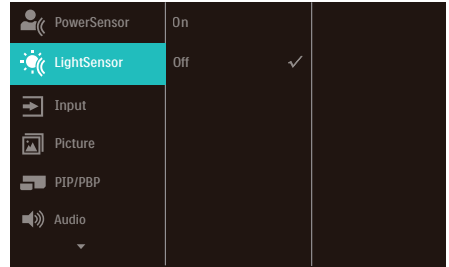 PowerSensor
On
LightSensor
Off
Input
Picture
PIP/PBP
Audio